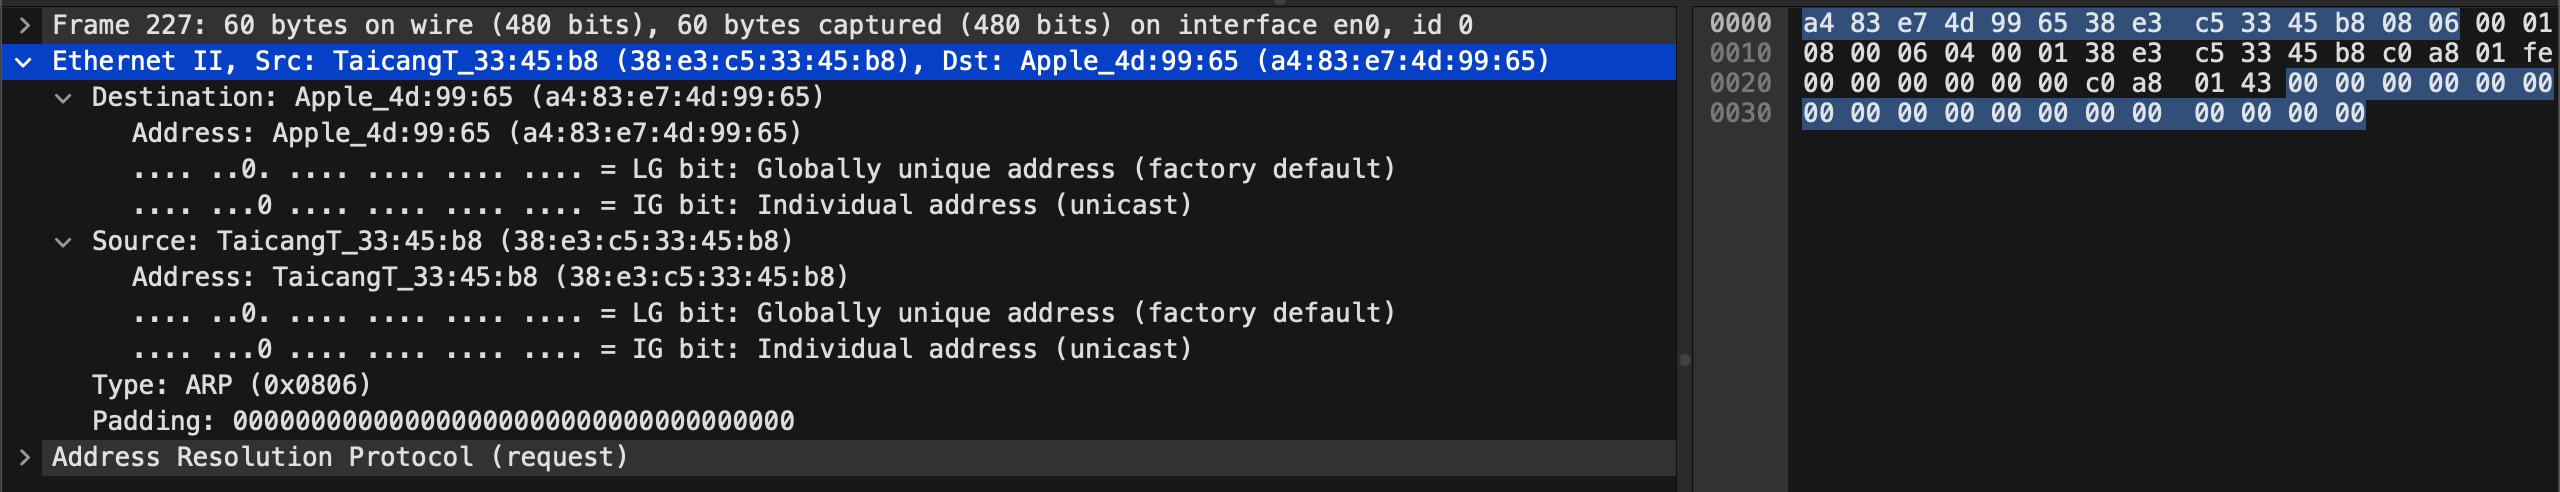 Frame 227: 60 bytes on wire (480 bits), 60 bytes captured (480 bits) on interface en0, id 0
Ethernet II, Src: TaicangT_33:45:b8 (38:e3:c5:33:45:b8), Dst: Apple_4d:99:65 (a4:83:e7:4d:99:65)
Destination: Apple_4d:99:65 (a4:83:e7:4d:99:65)
Address: Apple_4d:99:65 (a4:83:e7:4d:99:65)
.... ..0. .... .... .... .... = LG bit: Globally unique address (factory default)
.... ...0 .... .... .... .... = IG bit: Individual address (unicast)
Source: TaicangT_33:45:b8 (38:e3:c5:33:45:b8)
Address: TaicangT_33:45:b8 (38:e3:c5:33:45:b8)
.... ..0. .... .... .... .... = LG bit: Globally unique address (factory default)
.... ...0 .... .... .... .... = IG bit: Individual address (unicast)
Type: ARP (0x0806)
Padding: 000000000000000000000000000000000000
Address Resolution Protocol (request)
0000 a4 83 e7 4d 99 65 38 e3 c5 33 45 b8 08 06 00 01
0010 08 00 06 04 00 01 38 e3 c5 33 45 b8 c0 a8 01 fe
0020 00 00 00 00 00 00 c0 a8 01 43 00 00 00 00 00 00
0030 00 00 00 00 00 00 00 00 00 00 00 00